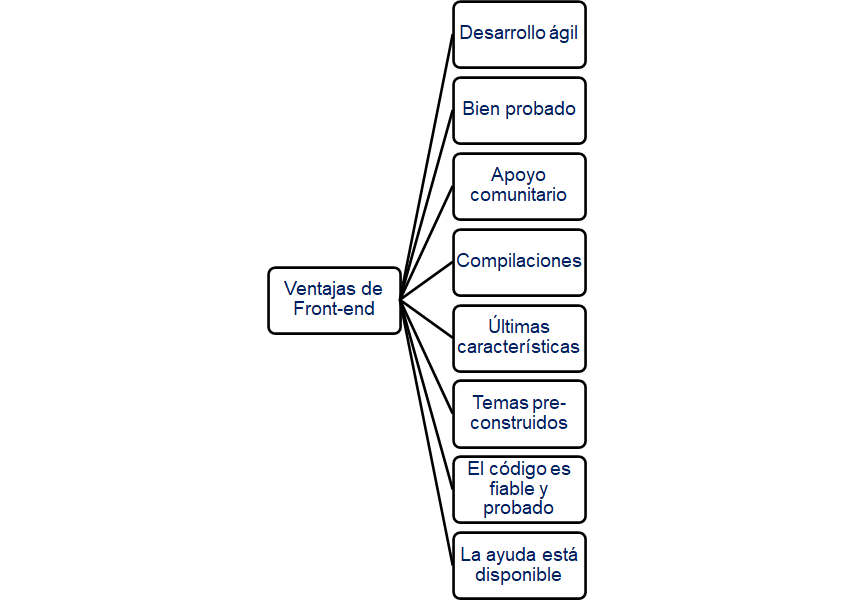 Ventajas de
Front-end
Desarrollo ágil
Bien probado
Apoyo
comunitario
Compilaciones
Últimas
características
Temas pre-
construidos
El código es
fiable y
probado
La ayuda está
disponible